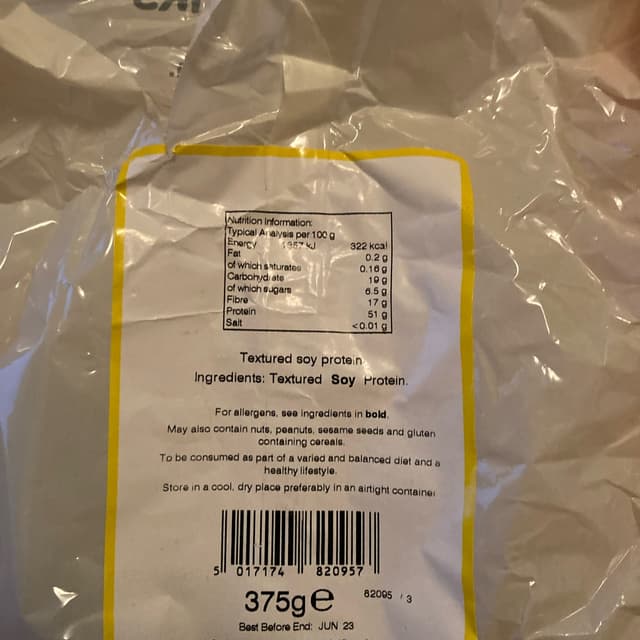 Nutrition Information:
Typical Analysis per 100 g
Energy 1357 kJ 322 kcal
Fat 0.2 g
of which saturates 0.16 g
Carbohydrate 19 g
of which sugars 6.5 g
Fibre 17 g
Protein 51 g
Salt <0.01 g
Textured soy protein
Ingredients: Textured Soy Protein.
For allergens, see ingredients in bold.
May also contain nuts, peanuts, sesame seeds and gluten
containing cereals.
To be consumed as part of a varied and balanced diet and a
healthy lifestyle.
Store in a cool, dry place preferably in an airtight container
5 017174 820957
375g e 82095 / 3
Best Before End: JUN 23